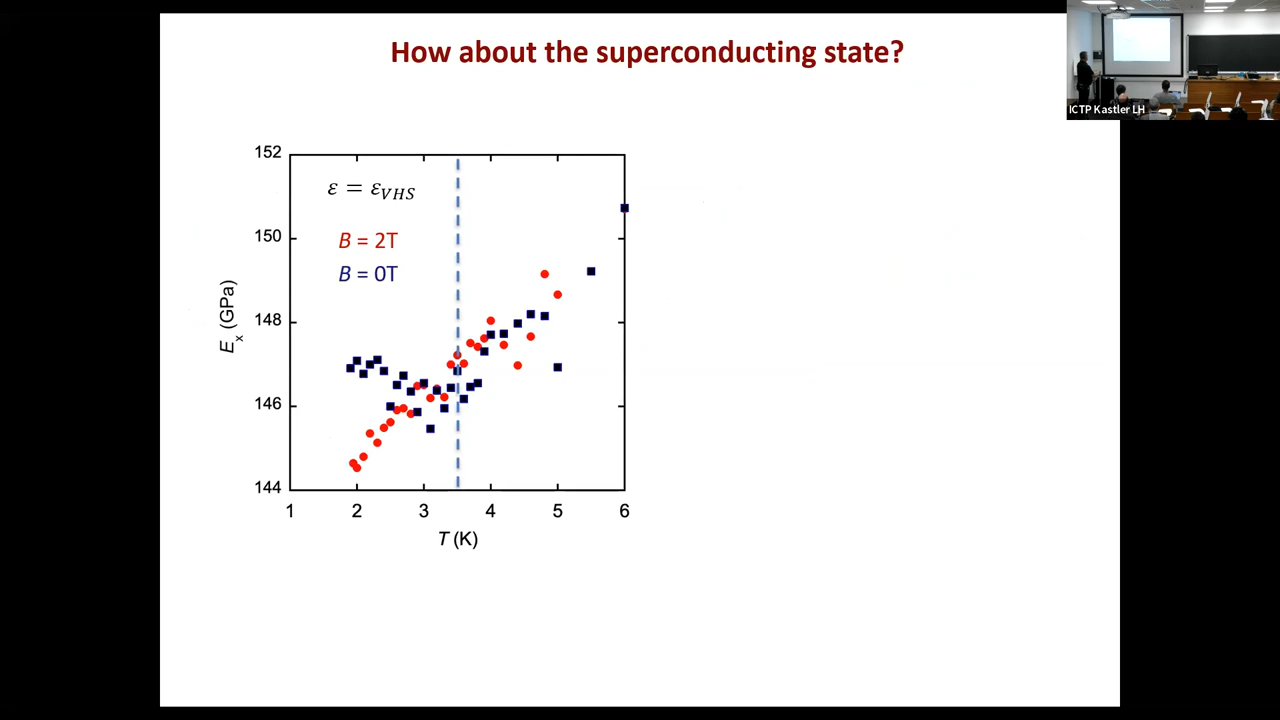 How about the superconducting state?
ICTP Kastler LH
152
150
148
146
144
Eₓ (GPa)
ε = ε_VHS
B = 2T
B = 0T
1 2 3 4 5 6
T (K)